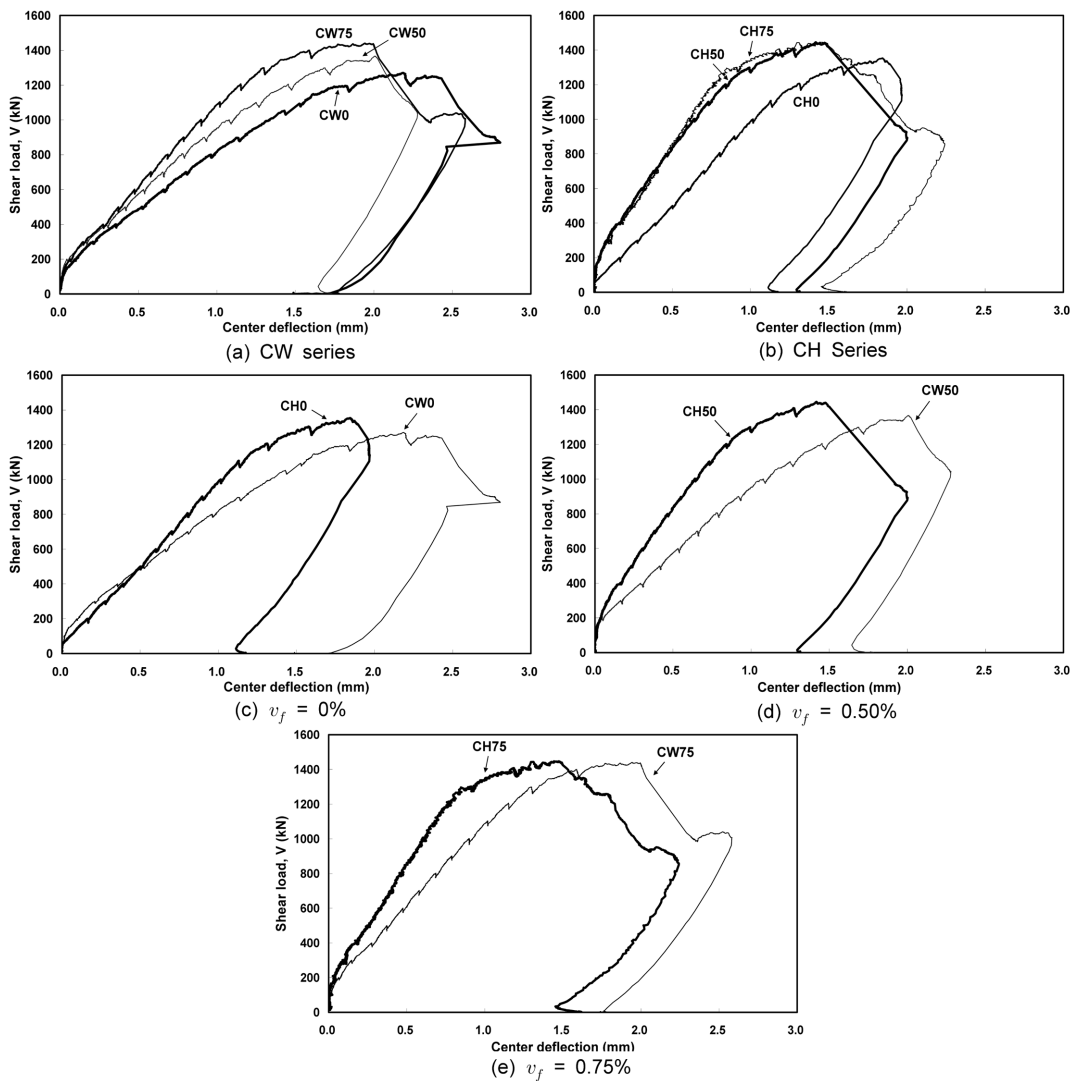 1600
1400
1200
1000
800
600
400
200
0
Shear load, V (kN)
CW75
CW50
CW0
0.0 0.5 1.0 1.5 2.0 2.5 3.0
Center deflection (mm)
(a) CW series
1600
1400
1200
1000
800
600
400
200
0
Shear load, V (kN)
CH75
CH50
CH0
0.0 0.5 1.0 1.5 2.0 2.5 3.0
Center deflection (mm)
(b) CH Series
1600
1400
1200
1000
800
600
400
200
0
Shear load, V (kN)
CH0
CW0
0.0 0.5 1.0 1.5 2.0 2.5 3.0
Center deflection (mm)
(c) v_f = 0%
1600
1400
1200
1000
800
600
400
200
0
Shear load, V (kN)
CH50
CW50
0.0 0.5 1.0 1.5 2.0 2.5 3.0
Center deflection (mm)
(d) v_f = 0.50%
1600
1400
1200
1000
800
600
400
200
0
Shear load, V (kN)
CH75
CW75
0.0 0.5 1.0 1.5 2.0 2.5 3.0
Center deflection (mm)
(e) v_f = 0.75%